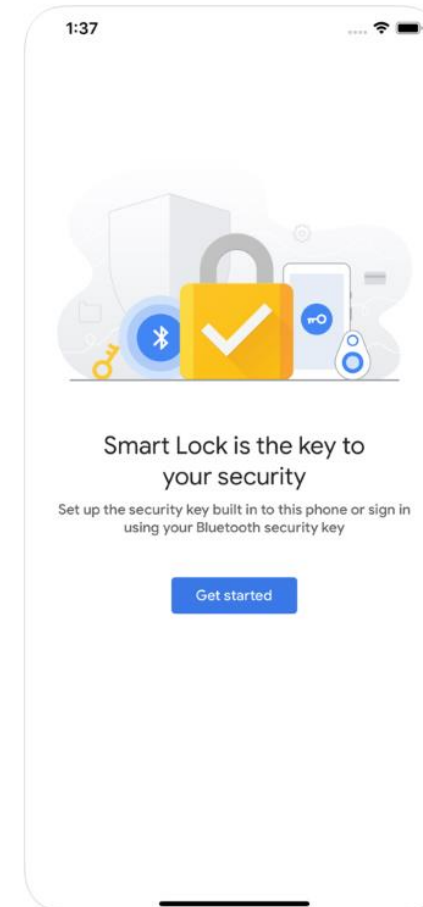 1:37
Smart Lock is the key to
your security
Set up the security key built in to this phone or sign in
using your Bluetooth security key
Get started